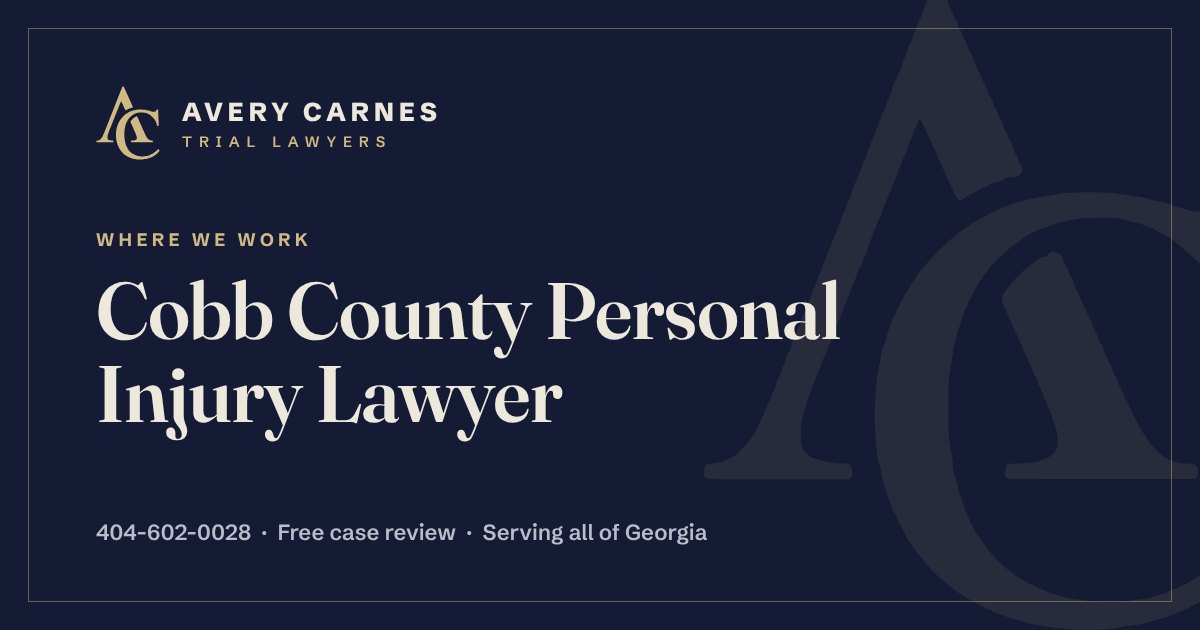 AVERY CARNES
TRIAL LAWYERS
WHERE WE WORK
Cobb County Personal
Injury Lawyer
404-602-0028 · Free case review · Serving all of Georgia